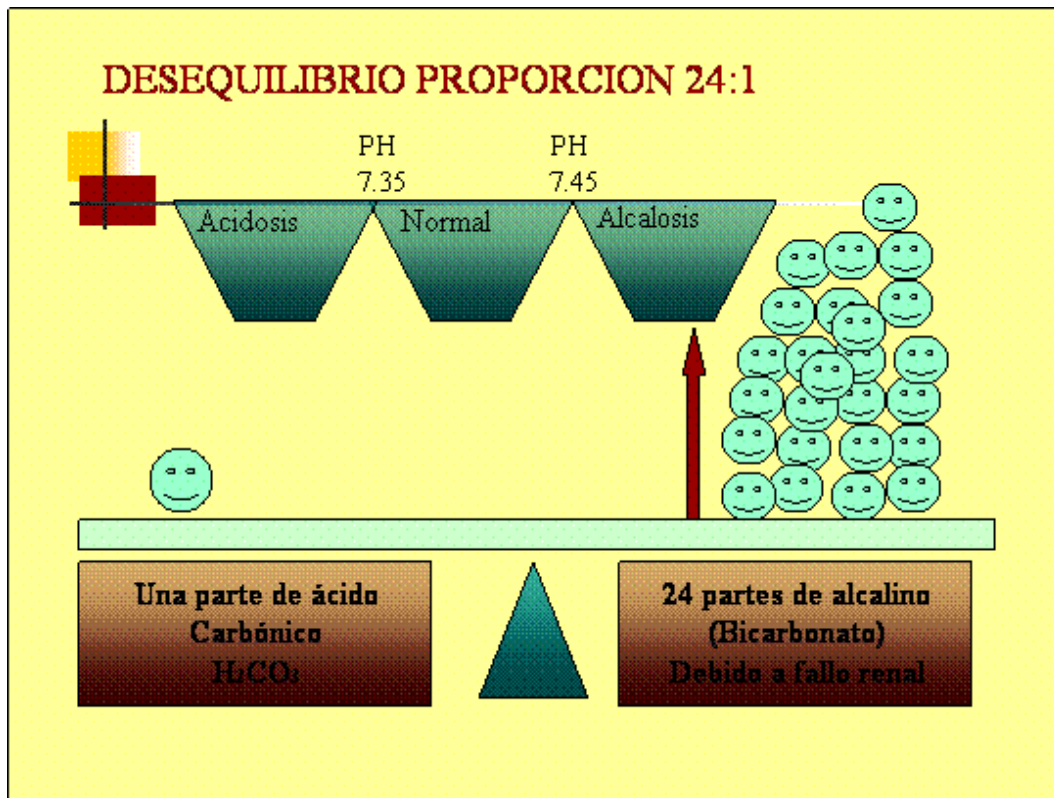 DESEQUILIBRIO PROPORCION 24:1
PH
7.35
PH
7.45
Acidosis
Normal
Alcalosis
Una parte de ácido
Carbónico
H₂CO₃
24 partes de alcalino
(Bicarbonato)
Debido a fallo renal